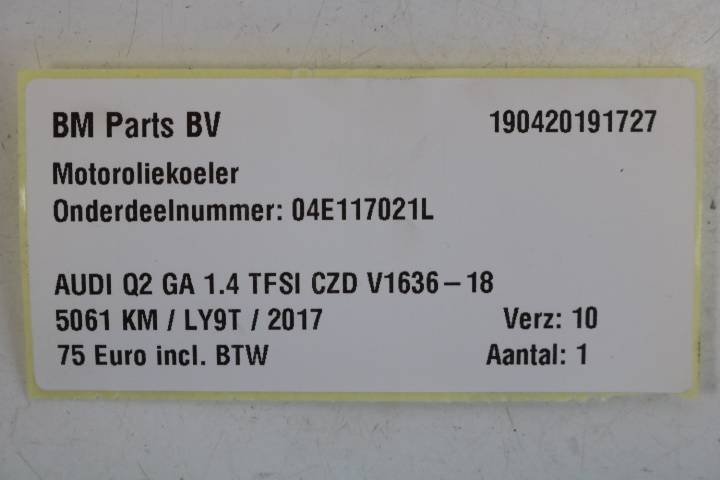 BM Parts BV 190420191727
Motoroliekoeler
Onderdeelnummer: 04E117021L
AUDI Q2 GA 1.4 TFSI CZD V1636-18
5061 KM / LY9T / 2017 Verz: 10
75 Euro incl. BTW Aantal: 1